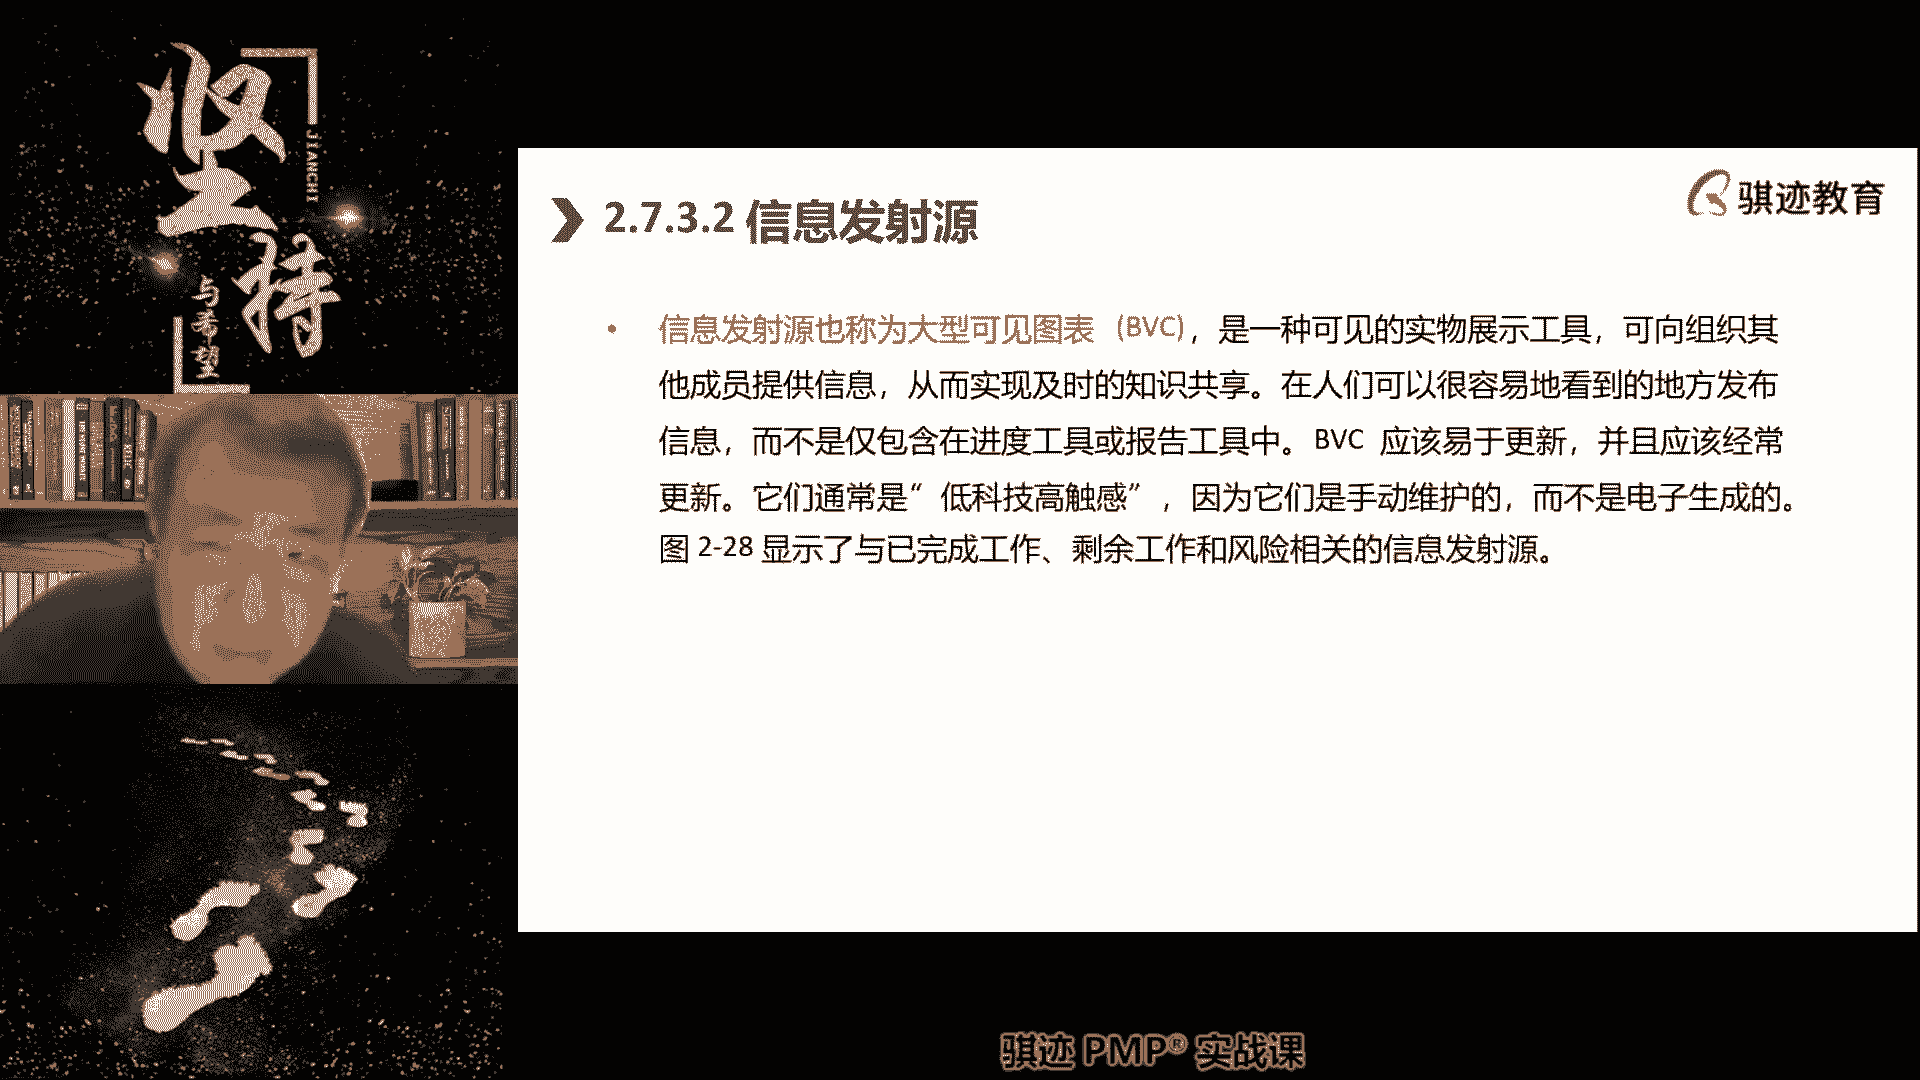 坚持
JIANCHI
与希望
骐迹教育
2.7.3.2 信息发射源
• 信息发射源也称为大型可见图表（BVC），是一种可见的实物展示工具，可向组织其
他成员提供信息，从而实现及时的知识共享。在人们可以很容易地看到的地方发布
信息，而不是仅包含在进度工具或报告工具中。BVC 应该易于更新，并且应该经常
更新。它们通常是“低科技高触感”，因为它们是手动维护的，而不是电子生成的。
图 2-28 显示了与已完成工作、剩余工作和风险相关的信息发射源。
骐迹 PMP® 实战课